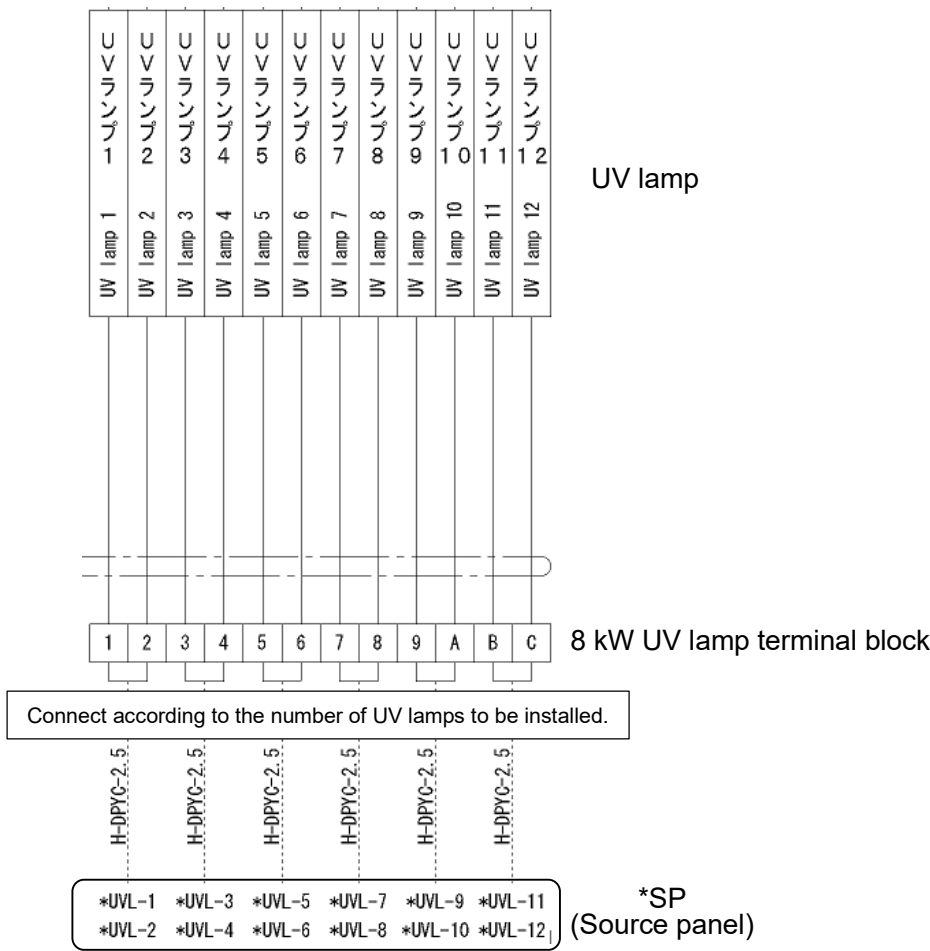 UVランプ1 UVランプ2 UVランプ3 UVランプ4 UVランプ5 UVランプ6 UVランプ7 UVランプ8 UVランプ9 UVランプ10 UVランプ11 UVランプ12
UV lamp 1 UV lamp 2 UV lamp 3 UV lamp 4 UV lamp 5 UV lamp 6 UV lamp 7 UV lamp 8 UV lamp 9 UV lamp 10 UV lamp 11 UV lamp 12
UV lamp
1 2 3 4 5 6 7 8 9 A B C
8 kW UV lamp terminal block
Connect according to the number of UV lamps to be installed.
H-DPYC-2.5 H-DPYC-2.5 H-DPYC-2.5 H-DPYC-2.5 H-DPYC-2.5 H-DPYC-2.5
*UVL-1 *UVL-3 *UVL-5 *UVL-7 *UVL-9 *UVL-11
*UVL-2 *UVL-4 *UVL-6 *UVL-8 *UVL-10 *UVL-12
*SP
(Source panel)